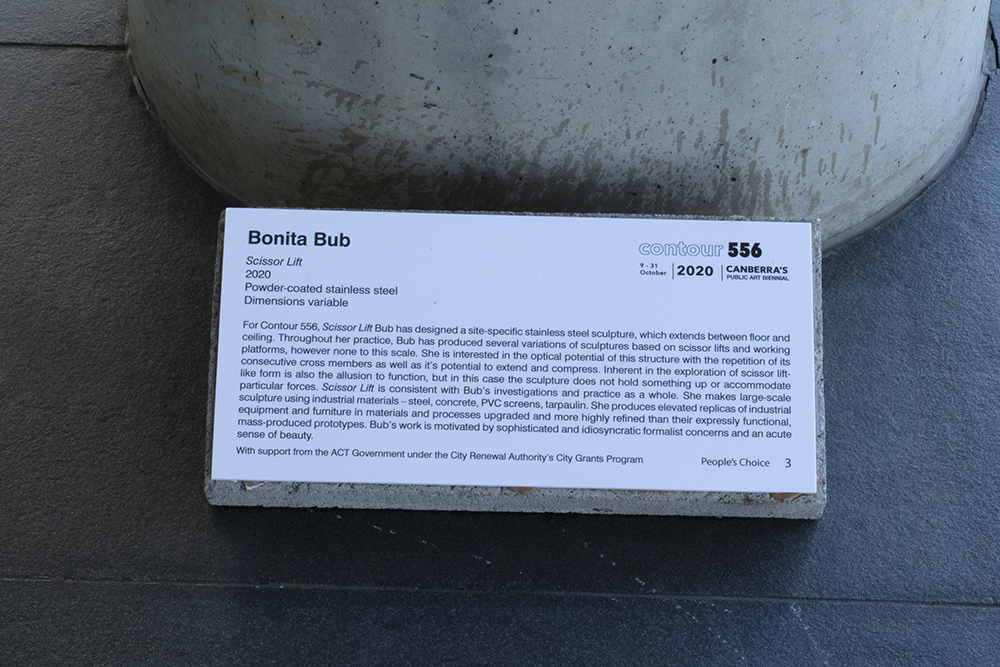 Bonita Bub
Scissor Lift
2020
Powder-coated stainless steel
Dimensions variable
contour 556
9 - 31 October 2020 CANBERRA'S PUBLIC ART BIENNIAL
For Contour 556, Scissor Lift Bub has designed a site-specific stainless steel sculpture, which extends between floor and
ceiling. Throughout her practice, Bub has produced several variations of sculptures based on scissor lifts and working
platforms, however none to this scale. She is interested in the optical potential of this structure with the repetition of its
consecutive cross members as well as it's potential to extend and compress. Inherent in the exploration of scissor lift-
like form is also the allusion to function, but in this case the sculpture does not hold something up or accommodate
particular forces. Scissor Lift is consistent with Bub's investigations and practice as a whole. She makes large-scale
sculpture using industrial materials – steel, concrete, PVC screens, tarpaulin. She produces elevated replicas of industrial
equipment and furniture in materials and processes upgraded and more highly refined than their expressly functional,
mass-produced prototypes. Bub's work is motivated by sophisticated and idiosyncratic formalist concerns and an acute
sense of beauty.
With support from the ACT Government under the City Renewal Authority's City Grants Program
People's Choice 3